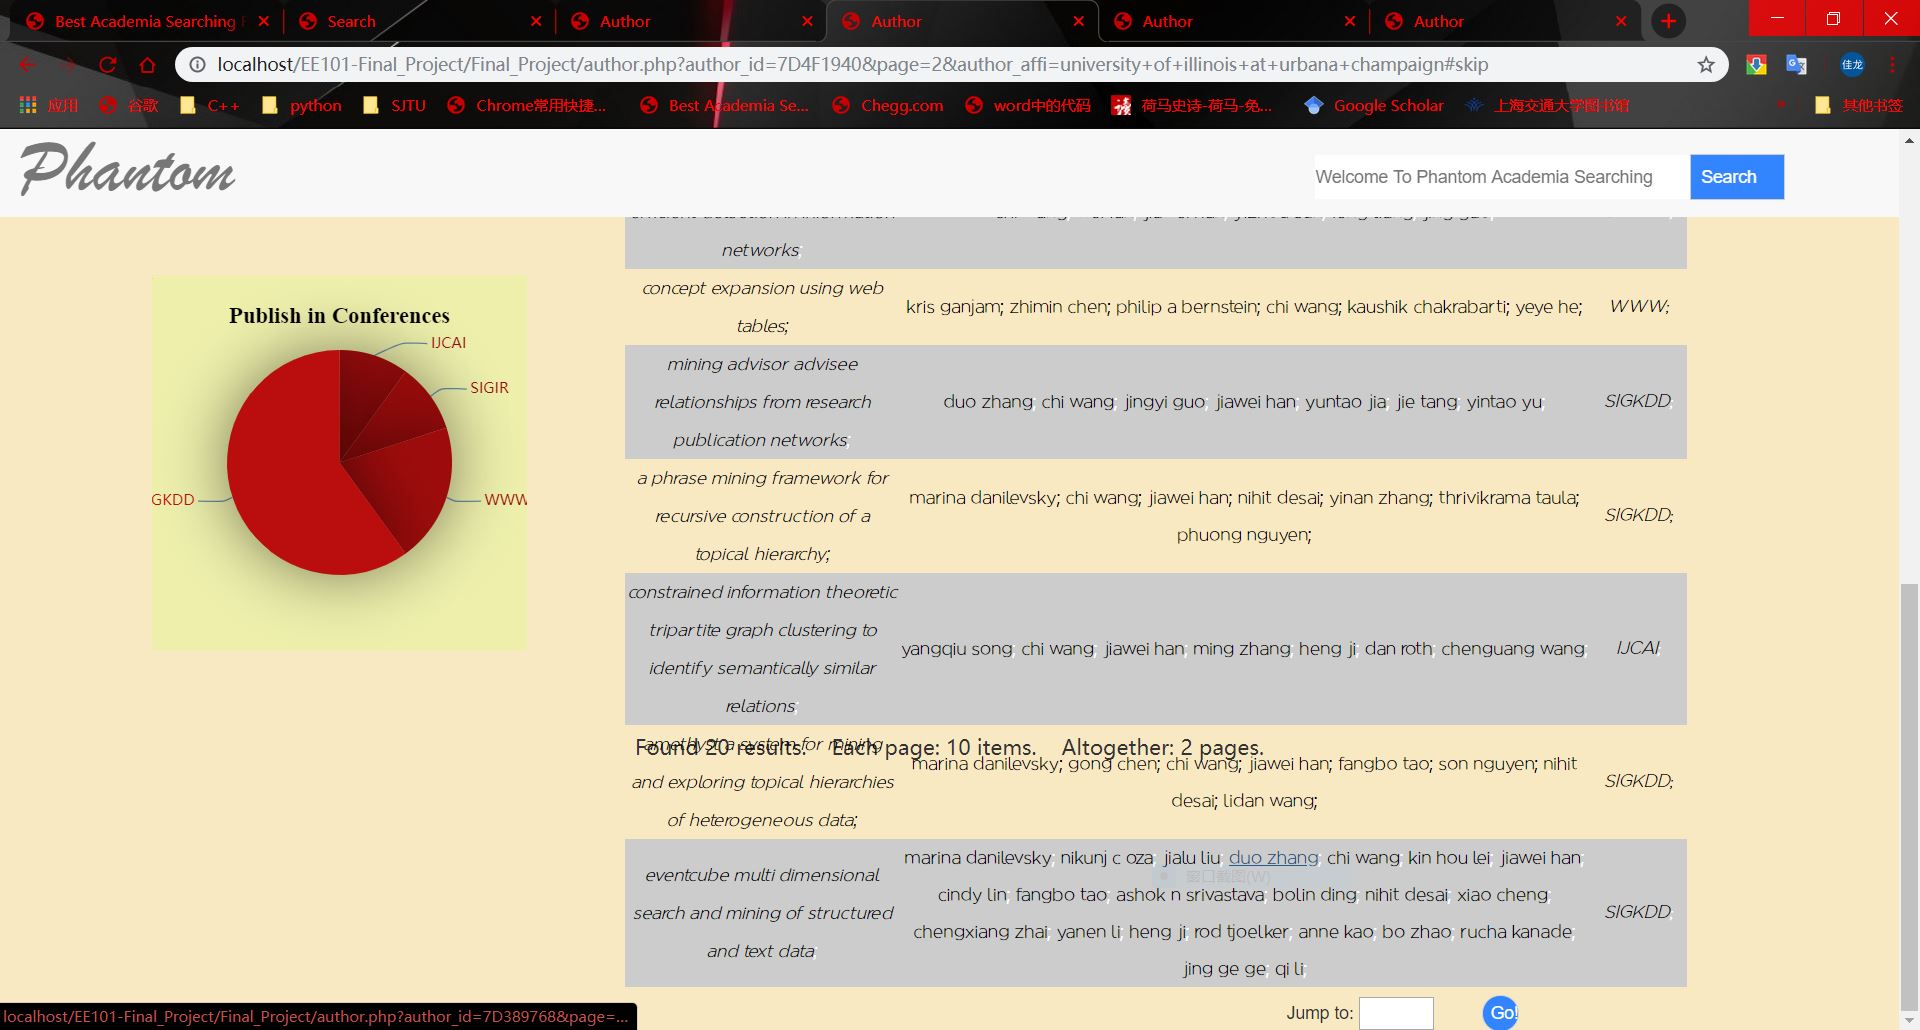 Best Academia Searching
Search
Author
Author
Author
Author
localhost/EE101-Final_Project/Final_Project/author.php?author_id=7D4F1940&page=2&author_affi=university+of+illinois+at+urbana+champaign#skip
佳龙
应用
谷歌
C++
python
SJTU
Chrome常用快捷...
Best Academia Se...
Chegg.com
word中的代码
荷马史诗-荷马-免...
Google Scholar
上海交通大学图书馆
其他书签
Phantom
Welcome To Phantom Academia Searching
Search
networks;
Publish in Conferences
IJCAI
SIGIR
WWW
GKDD
concept expansion using web
tables;
kris ganjam; zhimin chen; philip a bernstein; chi wang; kaushik chakrabarti; yeye he;
WWW;
mining advisor advisee
relationships from research
publication networks;
duo zhang; chi wang; jingyi guo; jiawei han; yuntao jia; jie tang; yintao yu;
SIGKDD;
a phrase mining framework for
recursive construction of a
topical hierarchy;
marina danilevsky; chi wang; jiawei han; nihit desai; yinan zhang; thrivikrama taula;
phuong nguyen;
SIGKDD;
constrained information theoretic
tripartite graph clustering to
identify semantically similar
relations;
yangqiu song; chi wang; jiawei han; ming zhang; heng ji; dan roth; chenguang wang;
IJCAI;
Found 20 results. Each page: 10 items. Altogether: 2 pages.
amethyst a system for mining
and exploring topical hierarchies
of heterogeneous data;
marina danilevsky; gong chen; chi wang; jiawei han; fangbo tao; son nguyen; nihit
desai; lidan wang;
SIGKDD;
eventcube multi dimensional
search and mining of structured
and text data;
marina danilevsky; nikunj c oza; jialu liu; duo zhang; chi wang; kin hou lei; jiawei han;
cindy lin; fangbo tao; ashok n srivastava; bolin ding; nihit desai; xiao cheng;
chengxiang zhai; yanen li; heng ji; rod tjoelker; anne kao; bo zhao; rucha kanade;
jing ge ge; qi li;
SIGKDD;
窗口截图(W)
Jump to:
Go!
localhost/EE101-Final_Project/Final_Project/author.php?author_id=7D389768&page=...